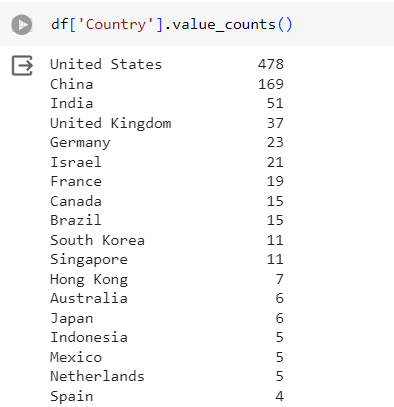 df['Country'].value_counts()
United States 478
China 169
India 51
United Kingdom 37
Germany 23
Israel 21
France 19
Canada 15
Brazil 15
South Korea 11
Singapore 11
Hong Kong 7
Australia 6
Japan 6
Indonesia 5
Mexico 5
Netherlands 5
Spain 4